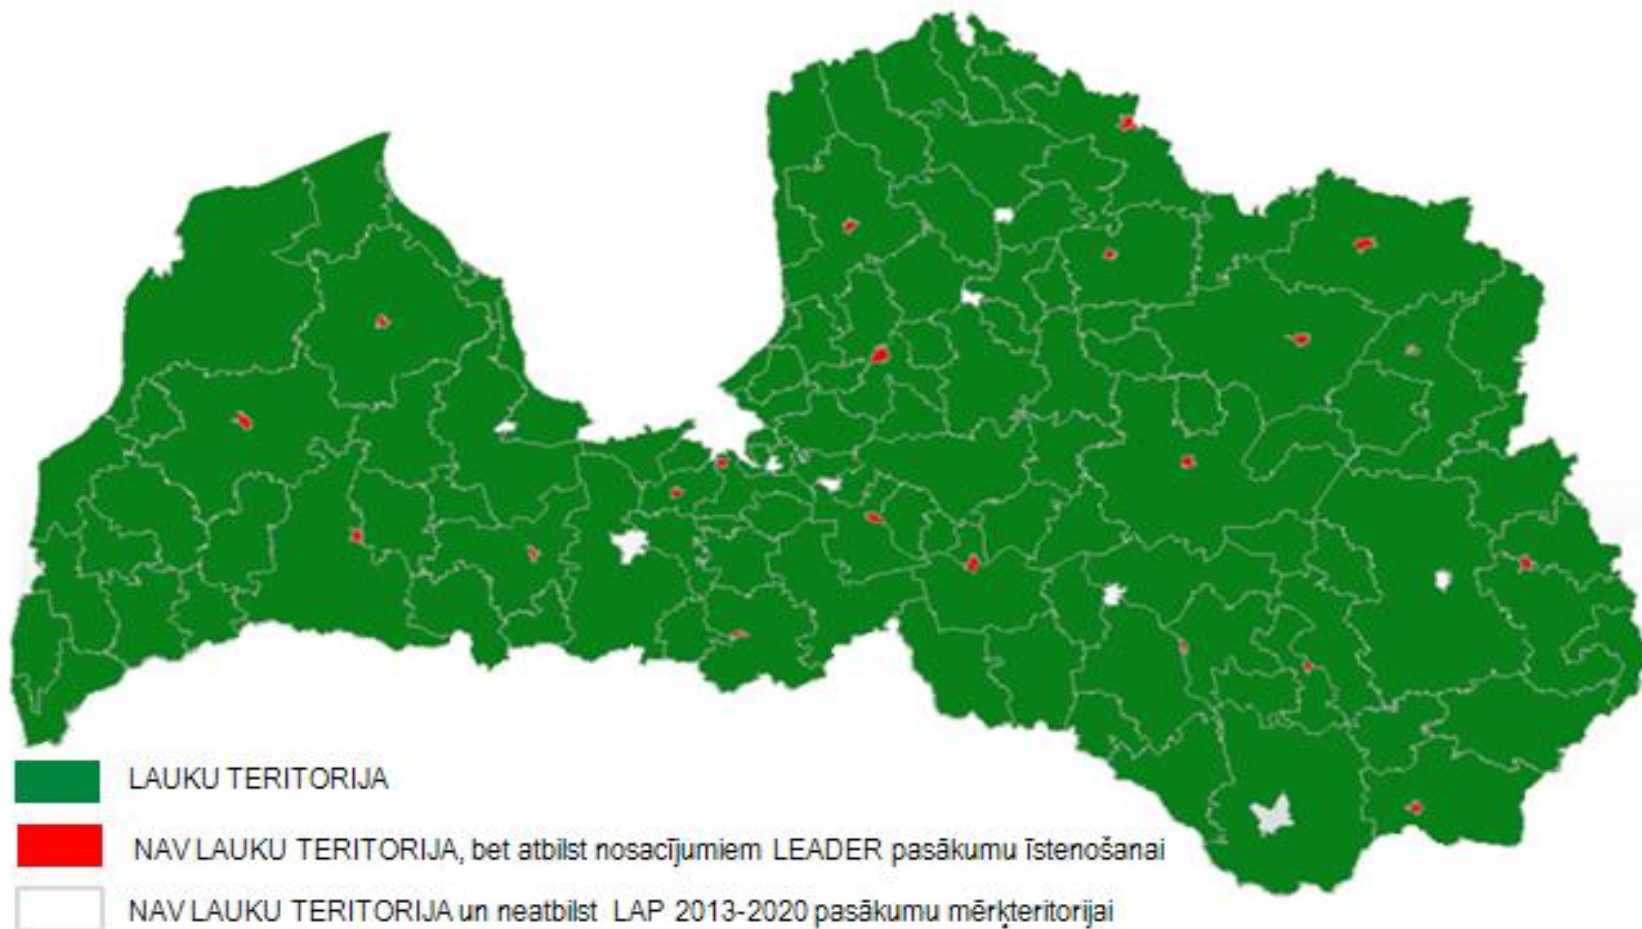 LAUKU TERITORIJA
NAV LAUKU TERITORIJA, bet atbilst nosacījumiem LEADER pasākumu īstenošanai
NAV LAUKU TERITORIJA un neatbilst LAP 2013-2020 pasākumu mērķteritorijai